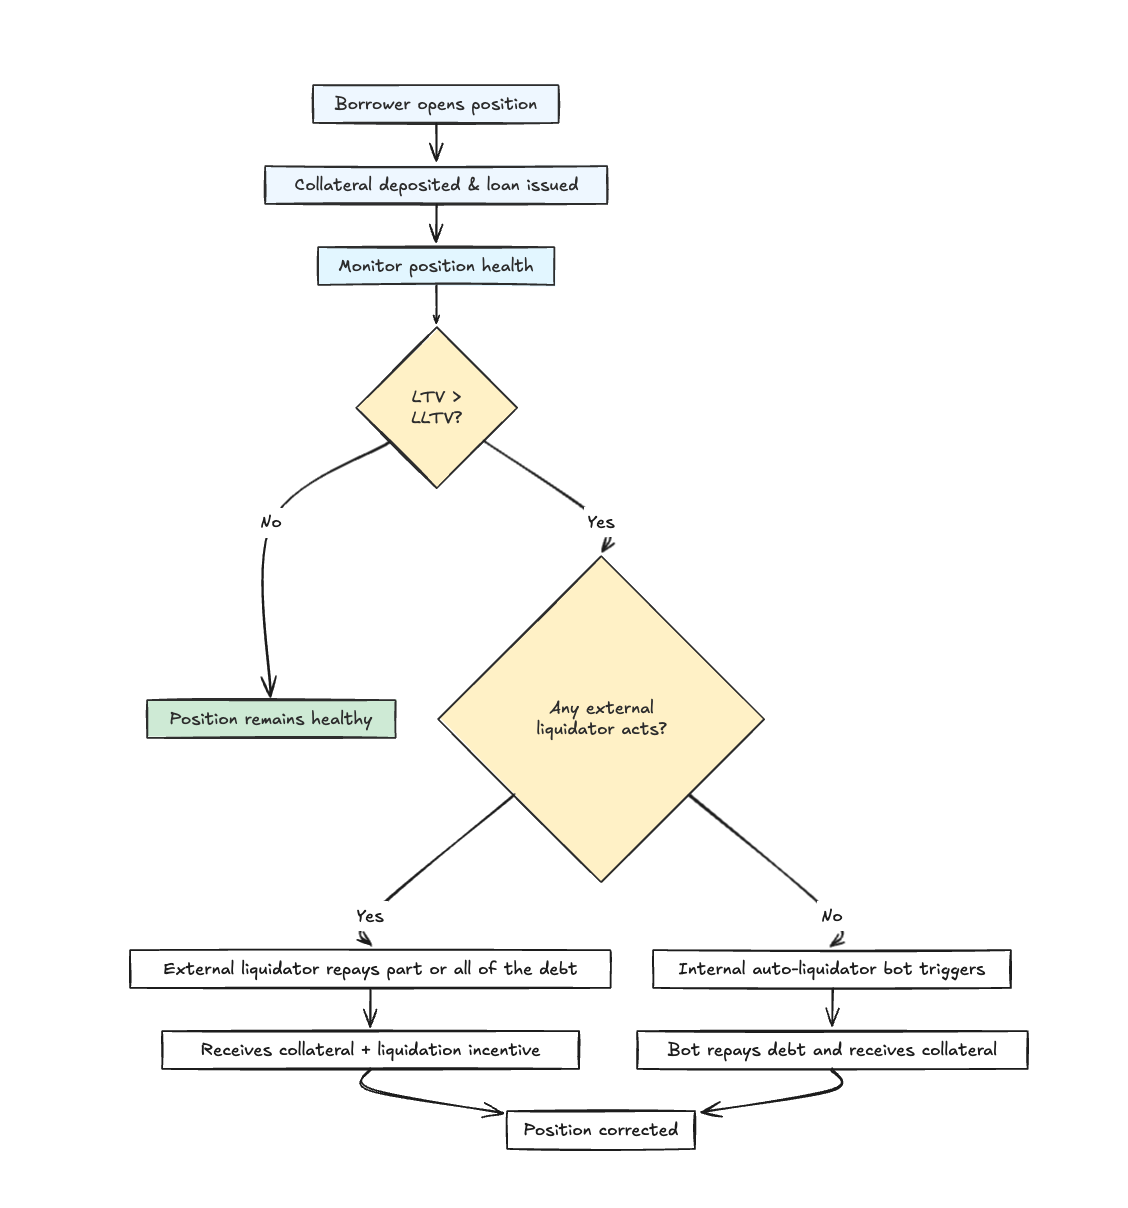 Borrower opens position
Collateral deposited & loan issued
Monitor position health
LTV >
LLTV?
No
Yes
Position remains healthy
Any external
liquidator acts?
Yes
No
External liquidator repays part or all of the debt
Internal auto-liquidator bot triggers
Receives collateral + liquidation incentive
Bot repays debt and receives collateral
Position corrected